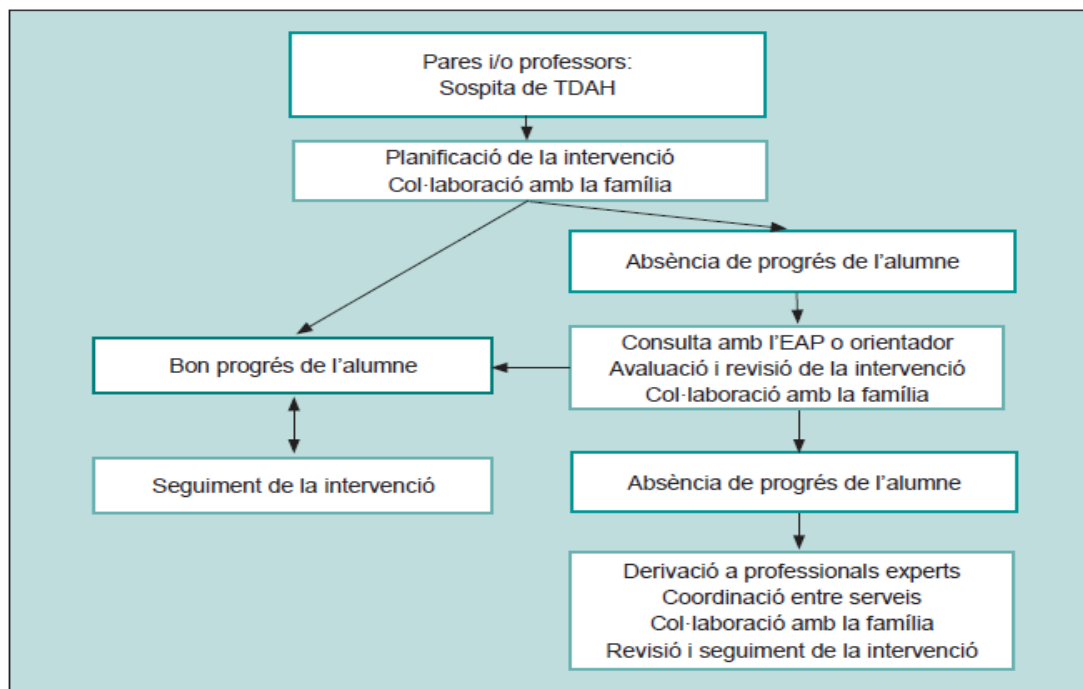 Pares i/o professors:
Sospita de TDAH
Planificació de la intervenció
Col·laboració amb la família
Absència de progrés de l’alumne
Consulta amb l’EAP o orientador
Avaluació i revisió de la intervenció
Col·laboració amb la família
Bon progrés de l’alumne
Seguiment de la intervenció
Absència de progrés de l’alumne
Derivació a professionals experts
Coordinació entre serveis
Col·laboració amb la família
Revisió i seguiment de la intervenció